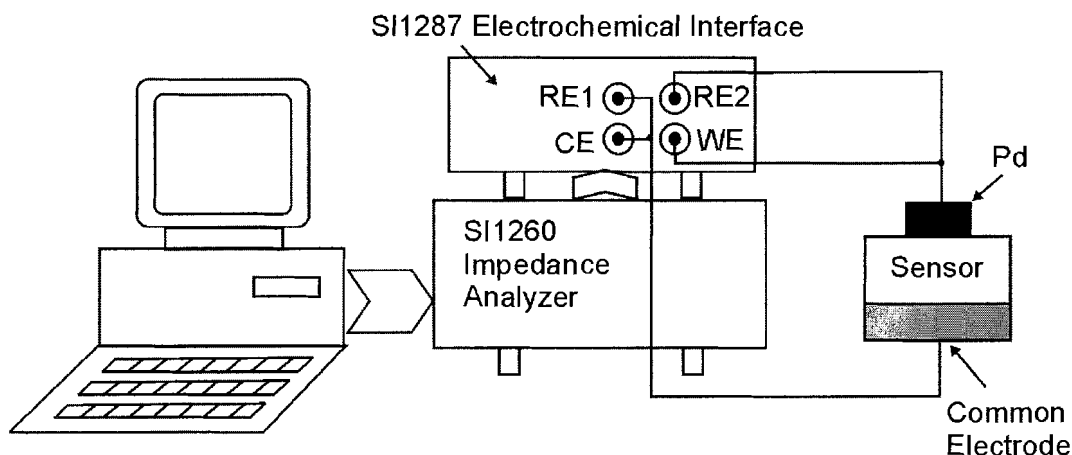 SI1287 Electrochemical Interface
RE1
RE2
CE
WE
Pd
SI1260
Impedance
Analyzer
Sensor
Common
Electrode